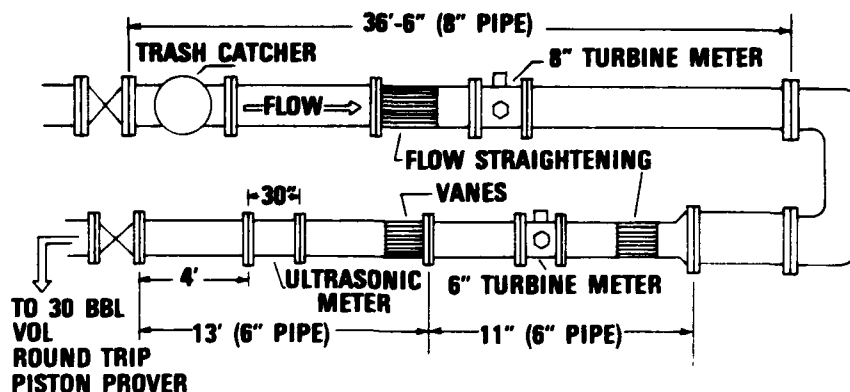 36'-6" (8" PIPE)
TRASH CATCHER
8" TURBINE METER
FLOW
FLOW STRAIGHTENING
VANES
30"
4'
ULTRASONIC
METER
6" TURBINE METER
TO 30 BBL
VOL
ROUND TRIP
PISTON PROVER
13' (6" PIPE)
11" (6" PIPE)